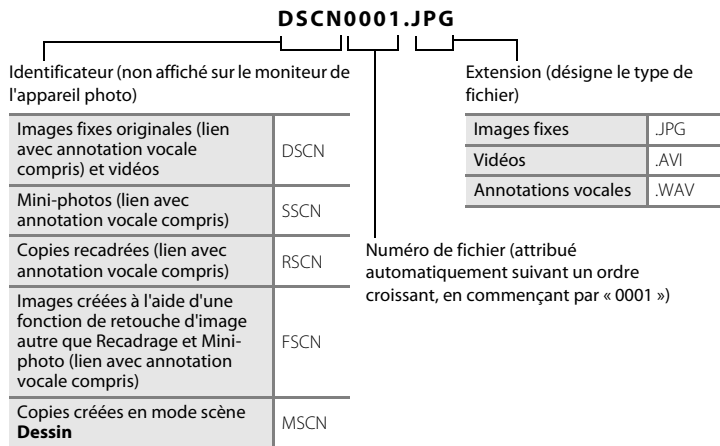 DSCN0001.JPG
Identificateur (non affiché sur le moniteur de
l'appareil photo)
Images fixes originales (lien
avec annotation vocale
compris) et vidéos
DSCN
Mini-photos (lien avec
annotation vocale compris)
SSCN
Copies recadrées (lien avec
annotation vocale compris)
RSCN
Images créées à l'aide d'une
fonction de retouche d'image
autre que Recadrage et Mini-
photo (lien avec annotation
vocale compris)
FSCN
Copies créées en mode scène
Dessin
MSCN
Extension (désigne le type de
fichier)
Images fixes
.JPG
Vidéos
.AVI
Annotations vocales
.WAV
Numéro de fichier (attribué
automatiquement suivant un ordre
croissant, en commençant par « 0001 »)